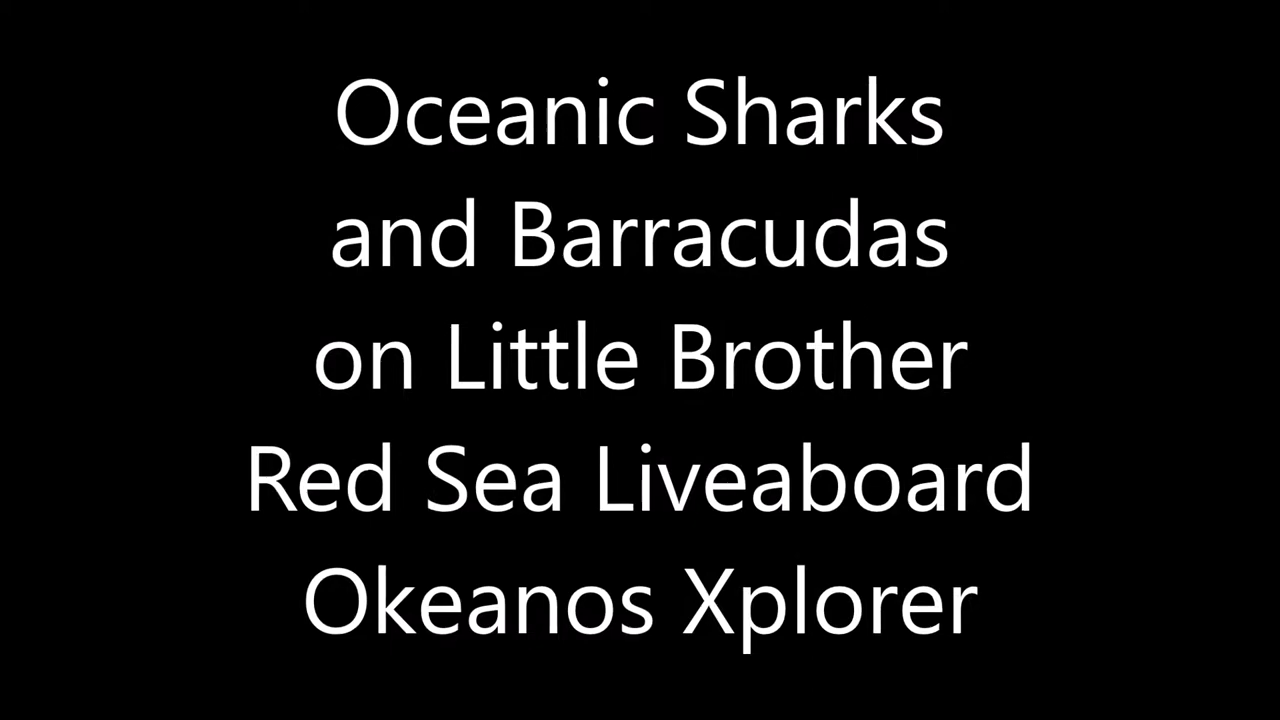 Oceanic Sharks
and Barracudas
on Little Brother
Red Sea Liveaboard
Okeanos Xplorer